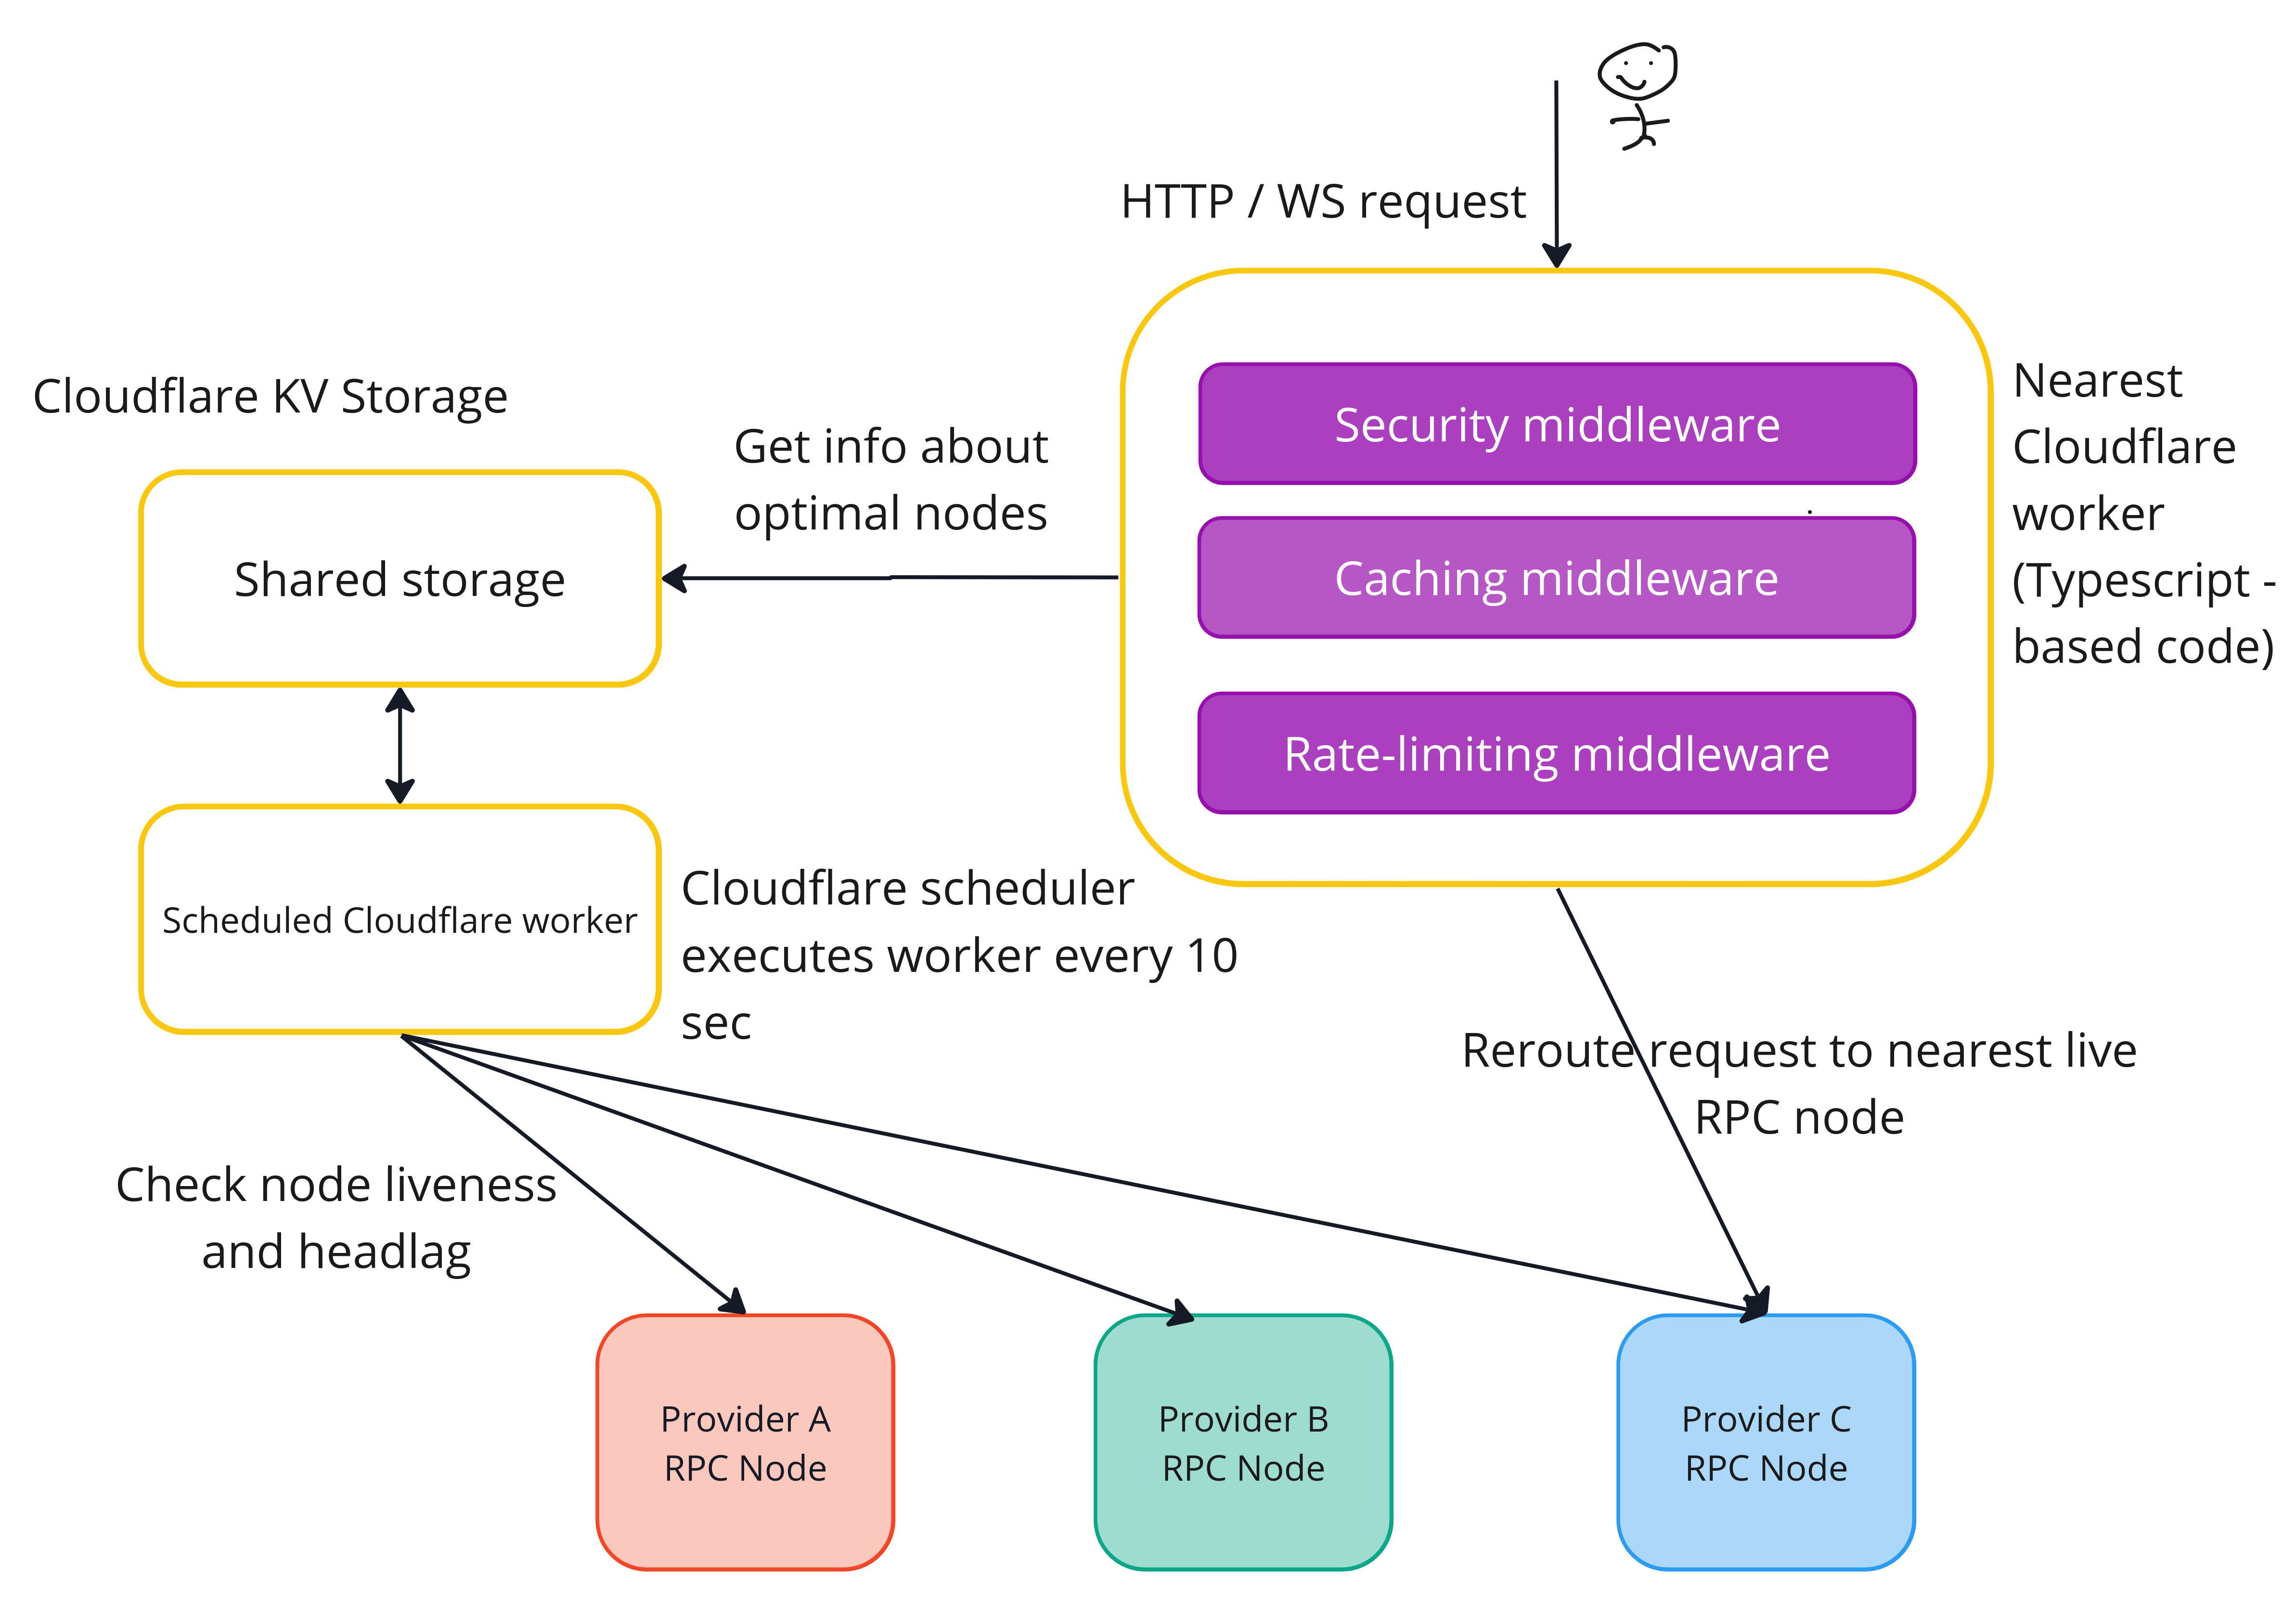 HTTP / WS request
Security middleware
Caching middleware
Rate-limiting middleware
Nearest
Cloudflare
worker
(Typescript -
based code)
Cloudflare KV Storage
Get info about
optimal nodes
Shared storage
Scheduled Cloudflare worker
Cloudflare scheduler
executes worker every 10
sec
Reroute request to nearest live
RPC node
Check node liveness
and headlag
Provider A
RPC Node
Provider B
RPC Node
Provider C
RPC Node